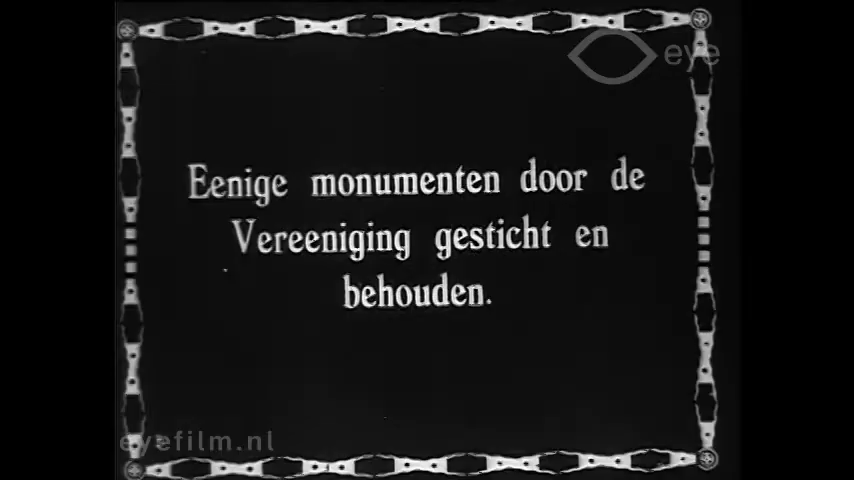 eye
Eenige monumenten door de
Vereeniging gesticht en
behouden.
eyefilm.nl